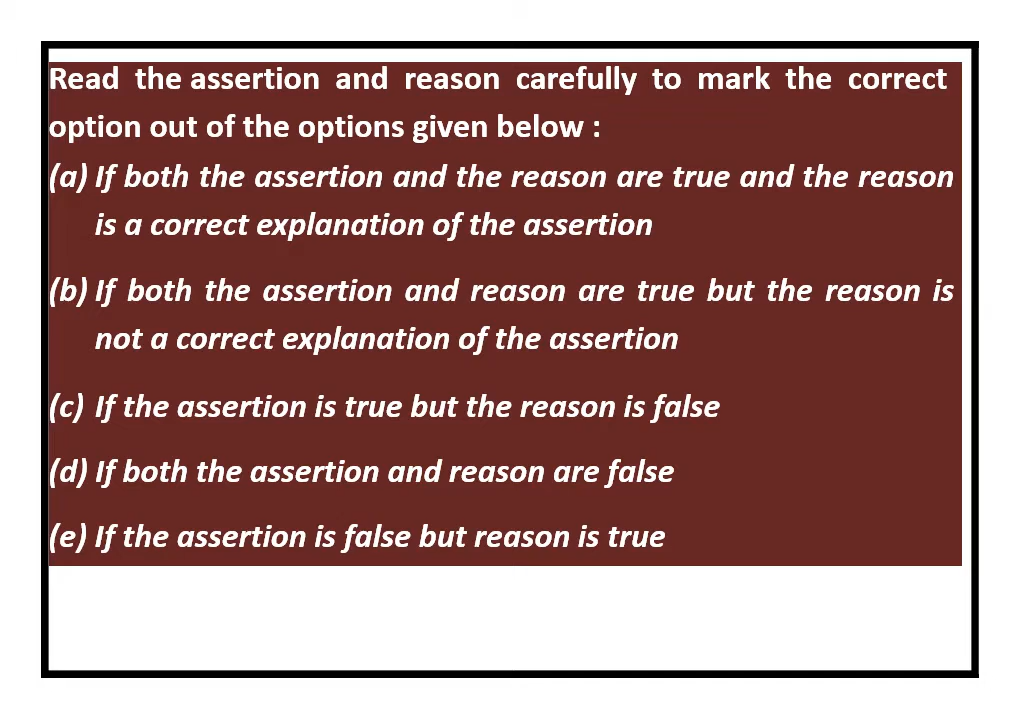 Read the assertion and reason carefully to mark the correct
option out of the options given below :
(a) If both the assertion and the reason are true and the reason
is a correct explanation of the assertion
(b) If both the assertion and reason are true but the reason is
not a correct explanation of the assertion
(c) If the assertion is true but the reason is false
(d) If both the assertion and reason are false
(e) If the assertion is false but reason is true